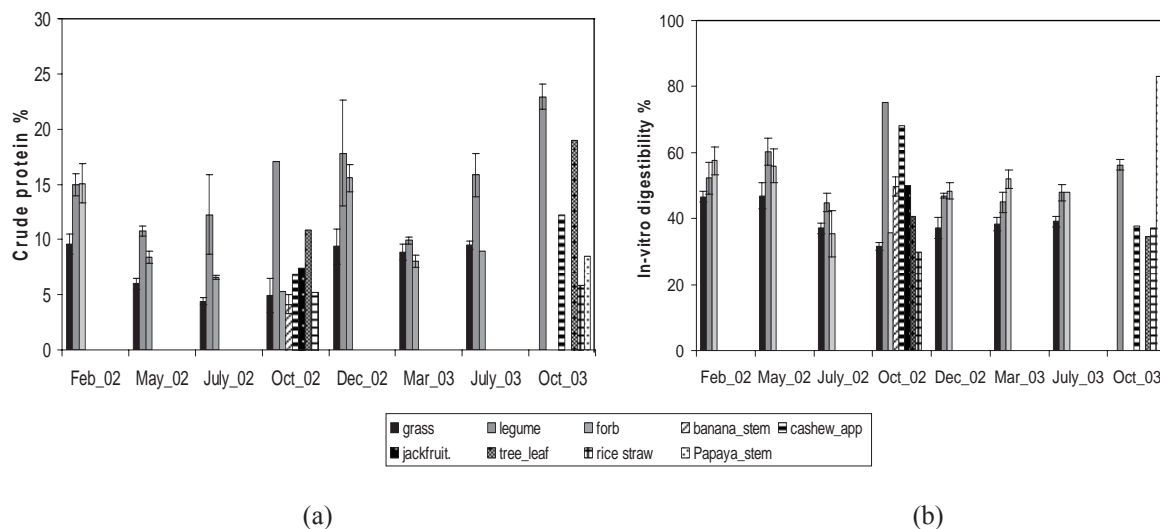 30
25
20
15
10
5
0
Crude protein %
Feb_02 May_02 July_02 Oct_02 Dec_02 Mar_03 July_03 Oct_03
100
80
60
40
20
0
In-vitro digestibility %
Feb_02 May_02 July_02 Oct_02 Dec_02 Mar_03 July_03 Oct_03
grass legume forb banana_stem cashew_app
jackfruit. tree_leaf rice straw Papaya_stem
(a) (b)